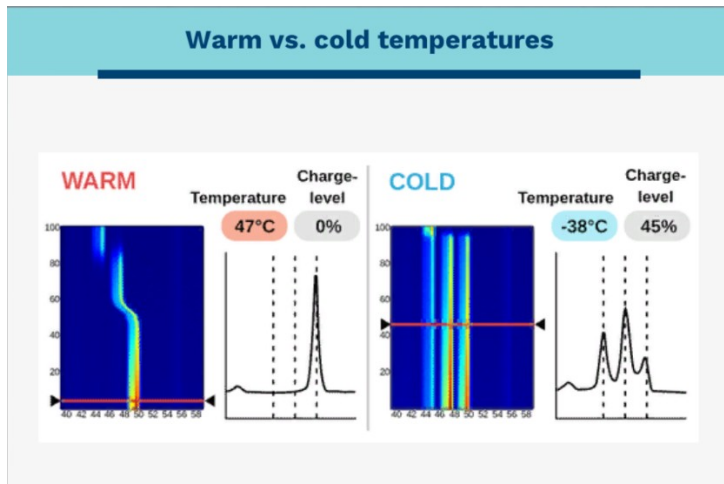 Warm vs. cold temperatures
WARM
Temperature
Charge-
level
47°C
0%
100
80
60
40
20
40 42 44 46 48 50 52 54 56 58
COLD
Temperature
Charge-
level
-38°C
45%
100
80
60
40
20
40 42 44 46 48 50 52 54 56 58